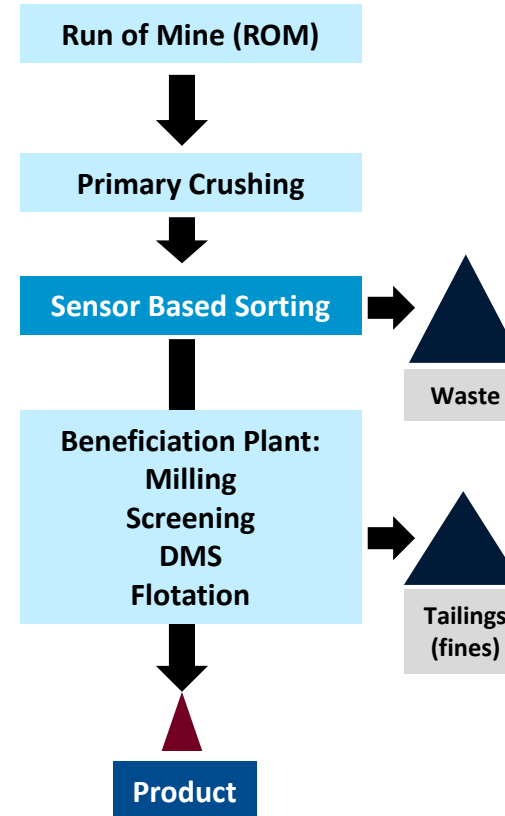 Run of Mine (ROM)
Primary Crushing
Sensor Based Sorting
Waste
Beneficiation Plant:
Milling
Screening
DMS
Flotation
Tailings
(fines)
Product